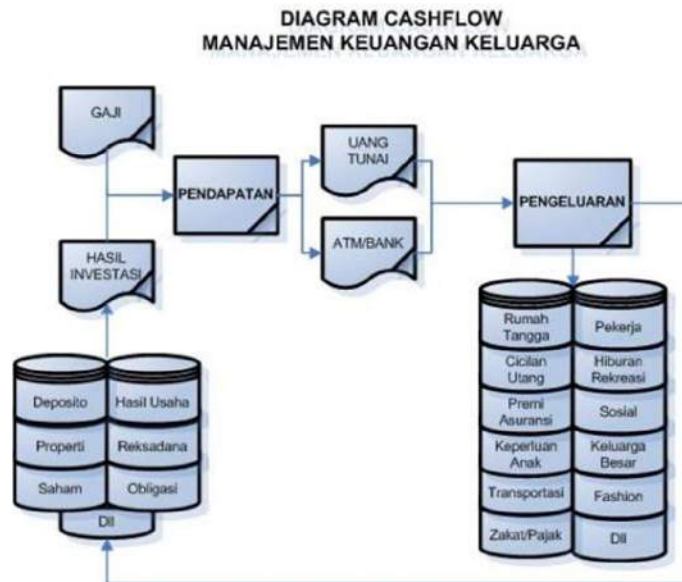 DIAGRAM CASHFLOW
MANAJEMEN KEUANGAN KELUARGA
GAJI
PENDAPATAN
UANG
TUNAI
ATM/BANK
PENGELUARAN
HASIL
INVESTASI
Deposito
Hasil Usaha
Properti
Reksadana
Saham
Obligasi
Dll
Rumah
Tangga
Pekerja
Cicilan
Utang
Hiburan
Rekreasi
Premi
Asuransi
Sosial
Keperluan
Anak
Keluarga
Besar
Transportasi
Fashion
Zakat/Pajak
Dll